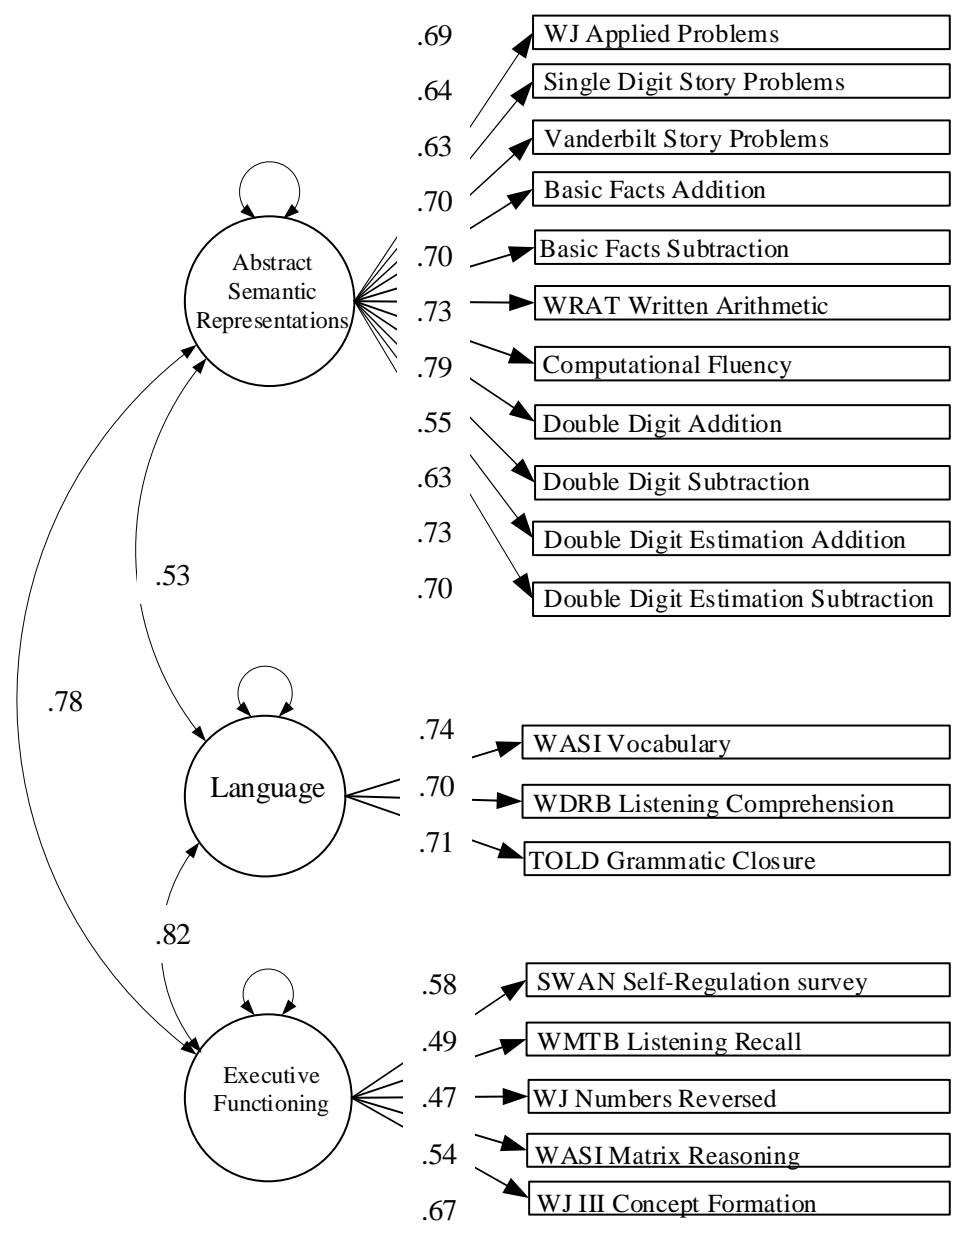 .69 WJ Applied Problems
.64 Single Digit Story Problems
.63 Vanderbilt Story Problems
.70 Basic Facts Addition
.70 Basic Facts Subtraction
.73 WRAT Written Arithmetic
.79 Computational Fluency
.55 Double Digit Addition
.63 Double Digit Subtraction
.73 Double Digit Estimation Addition
.70 Double Digit Estimation Subtraction
Abstract
Semantic
Representations
.53
.78
.74 WASI Vocabulary
.70 WDRB Listening Comprehension
.71 TOLD Grammatic Closure
Language
.82
.58 SWAN Self-Regulation survey
.49 WMTB Listening Recall
.47 WJ Numbers Reversed
.54 WASI Matrix Reasoning
.67 WJ III Concept Formation
Executive
Functioning